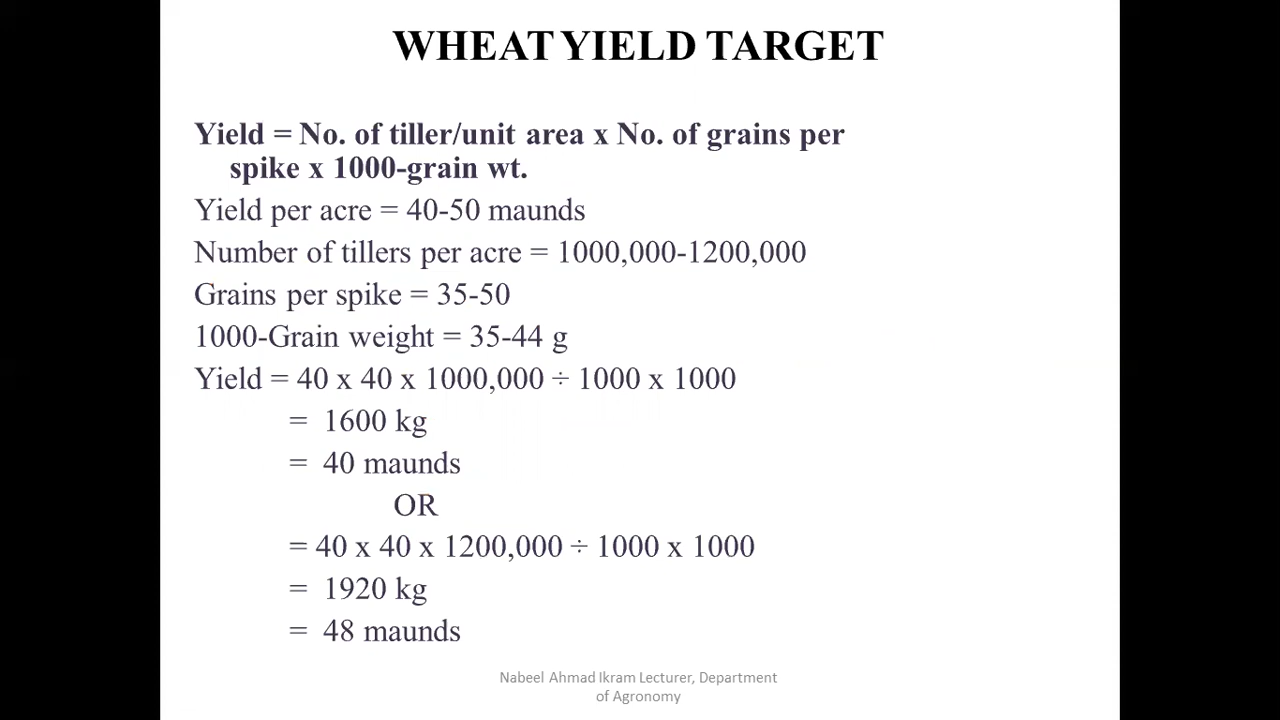 WHEAT YIELD TARGET
Yield = No. of tiller/unit area x No. of grains per
spike x 1000-grain wt.
Yield per acre = 40-50 maunds
Number of tillers per acre = 1000,000-1200,000
Grains per spike = 35-50
1000-Grain weight = 35-44 g
Yield = 40 x 40 x 1000,000 ÷ 1000 x 1000
= 1600 kg
= 40 maunds
OR
= 40 x 40 x 1200,000 ÷ 1000 x 1000
= 1920 kg
= 48 maunds
Nabeel Ahmad Ikram Lecturer, Department
of Agronomy